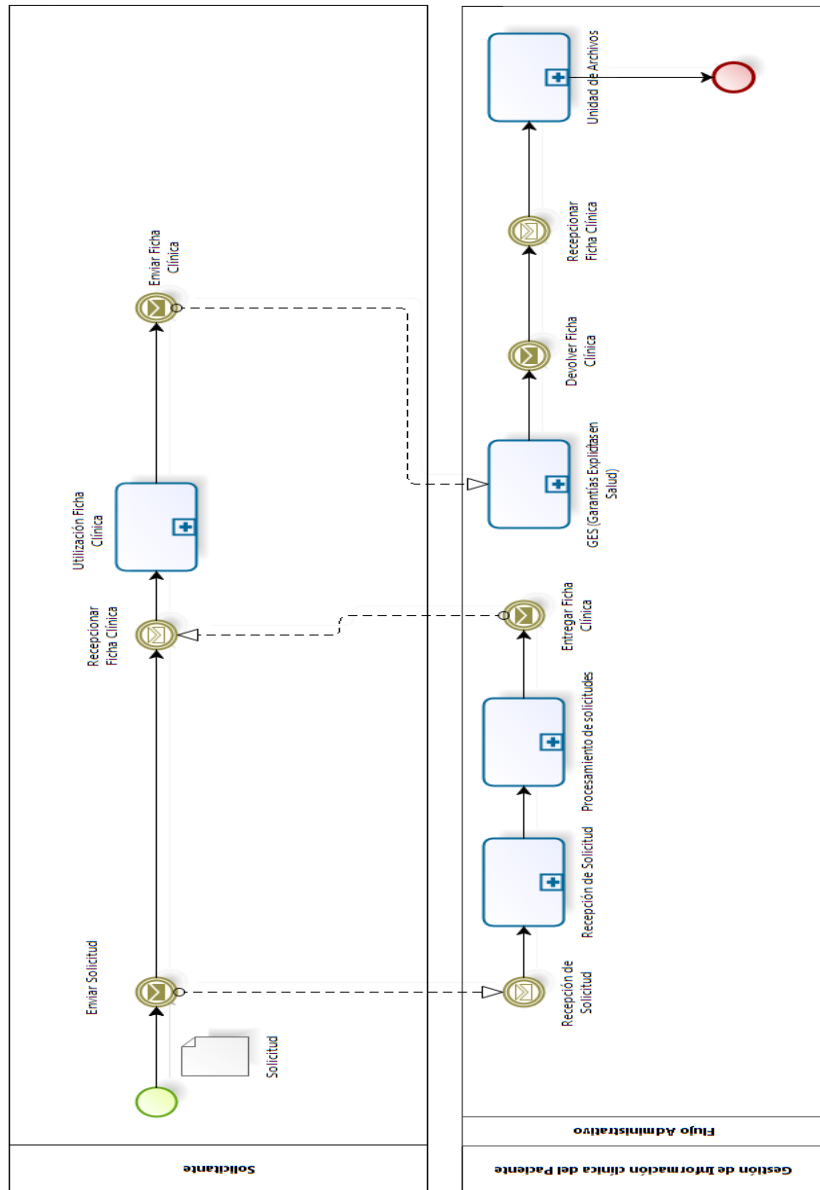 Solicitante
Solicitud
Enviar Solicitud
Recepcionar
Ficha Clínica
Utilización Ficha
Clínica
Enviar Ficha
Clínica
Gestión de Información clínica del Paciente
Flujo Administrativo
Recepción de
Solicitud
Recepción de Solicitud
Procesamiento de solicitudes
Entregar Ficha
Clínica
GES (Garantías Explicitasen
Salud)
Devolver Ficha
Clínica
Recepcionar
Ficha Clínica
Unidad de Archivos